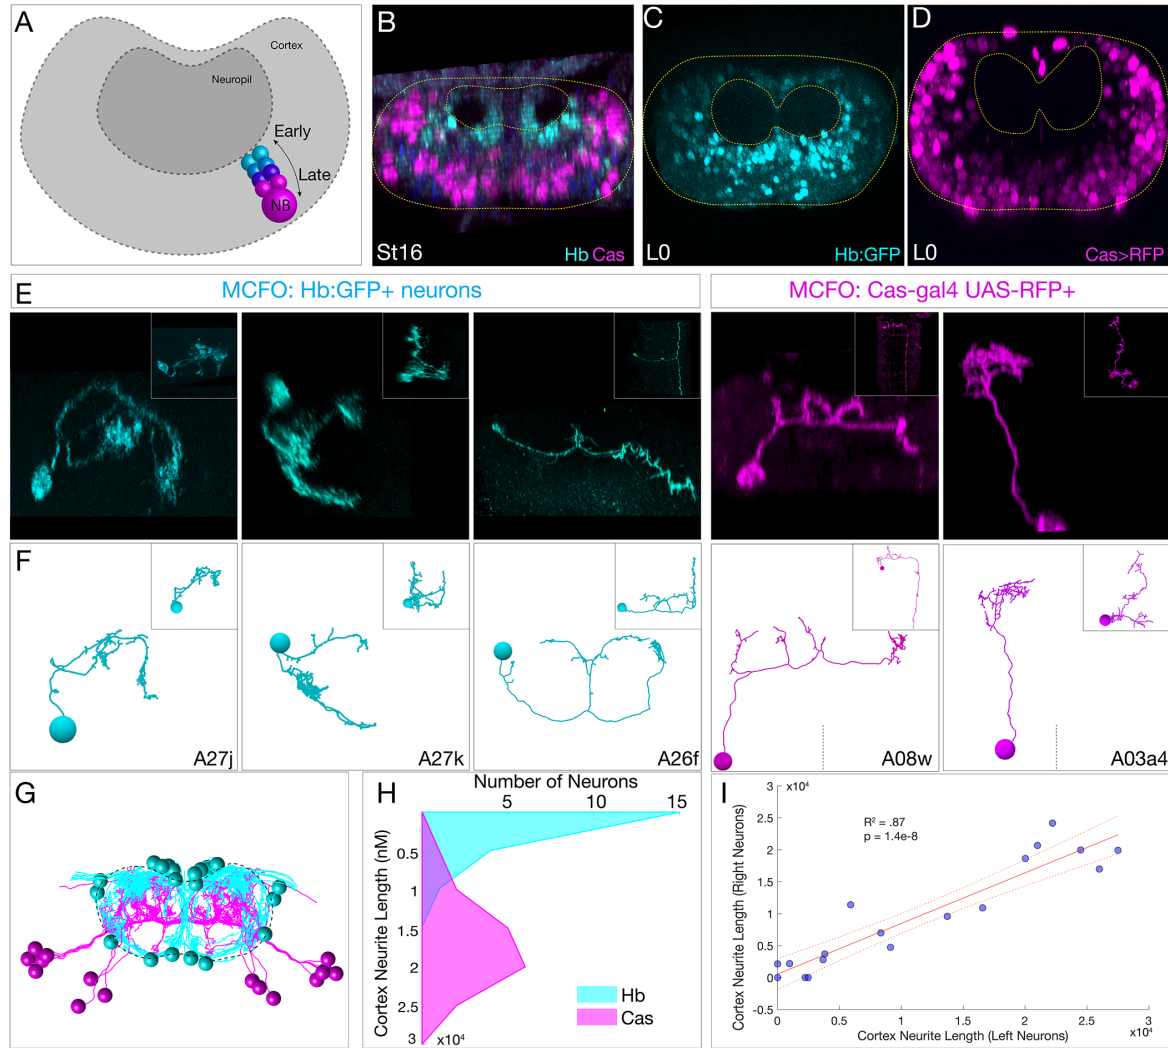 A
Cortex
Neuropil
Early
Late
NB
B
St16
Hb Cas
C
L0
Hb:GFP
D
L0
Cas>RFP
E
MCFO: Hb:GFP+ neurons
MCFO: Cas-gal4 UAS-RFP+
F
A27j
A27k
A26f
A08w
A03a4
G
H
Number of Neurons
5
10
15
Cortex Neurite Length (nM)
0.5
1
1.5
2
2.5
3
x10⁴
Hb
Cas
I
x10⁴
R² = .87
p = 1.4e-8
Cortex Neurite Length (Right Neurons)
3
2.5
2
1.5
1
0.5
0
-0.5
0
0.5
1
1.5
2
2.5
3
x10⁴
Cortex Neurite Length (Left Neurons)